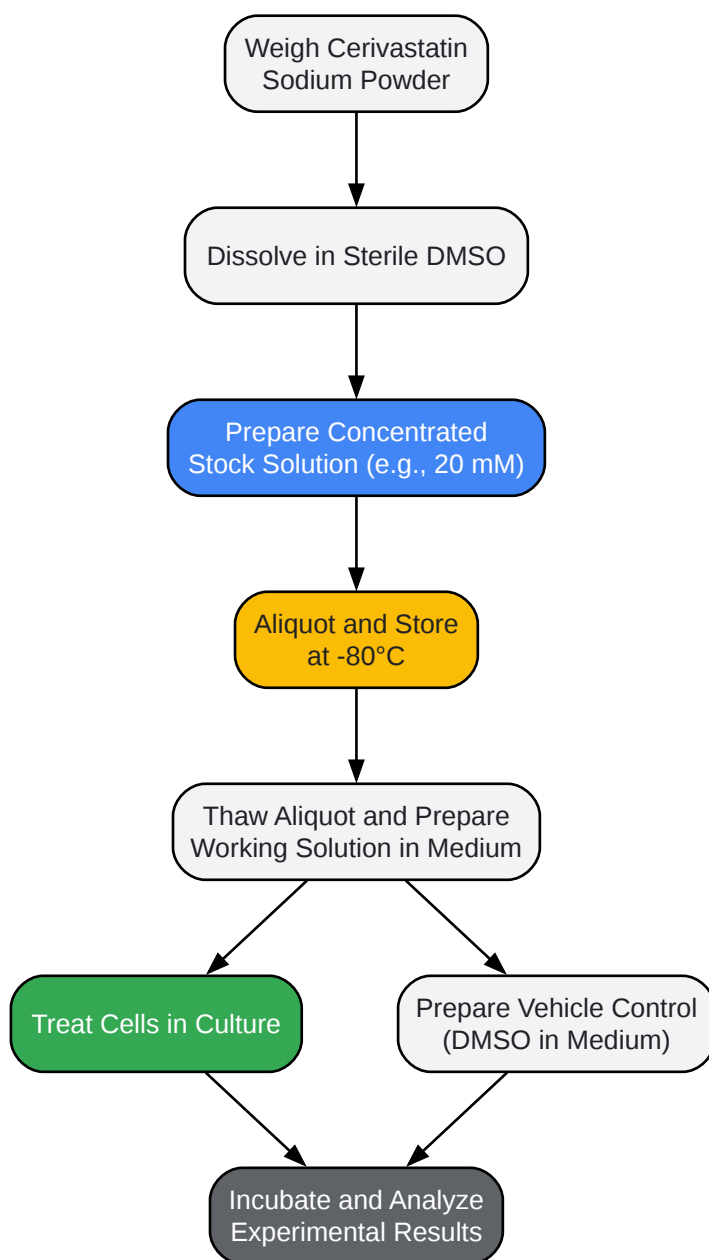 Weigh Cerivastatin
Sodium Powder
Dissolve in Sterile DMSO
Prepare Concentrated
Stock Solution (e.g., 20 mM)
Aliquot and Store
at -80°C
Thaw Aliquot and Prepare
Working Solution in Medium
Treat Cells in Culture
Prepare Vehicle Control
(DMSO in Medium)
Incubate and Analyze
Experimental Results